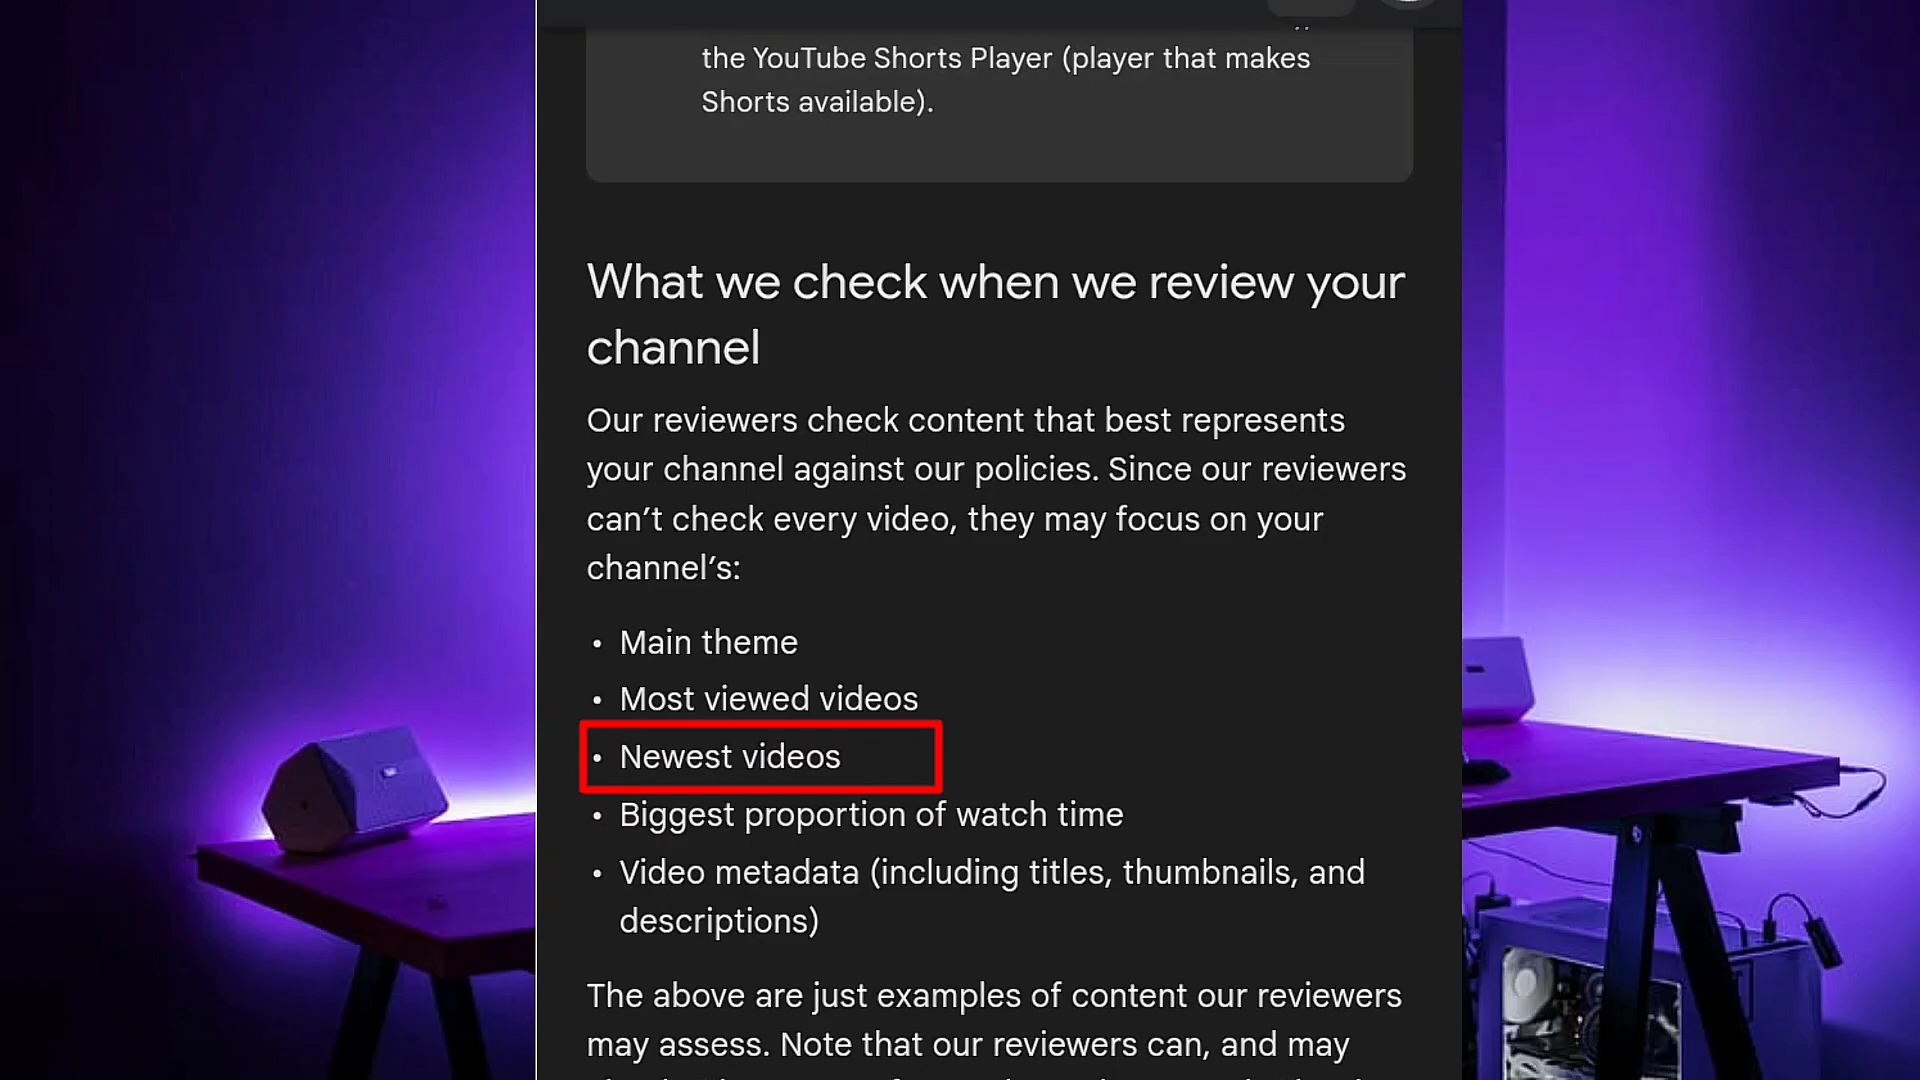 the YouTube Shorts Player (player that makes
Shorts available).
What we check when we review your
channel
Our reviewers check content that best represents
your channel against our policies. Since our reviewers
can’t check every video, they may focus on your
channel’s:
• Main theme
• Most viewed videos
• Newest videos
• Biggest proportion of watch time
• Video metadata (including titles, thumbnails, and
descriptions)
The above are just examples of content our reviewers
may assess. Note that our reviewers can, and may